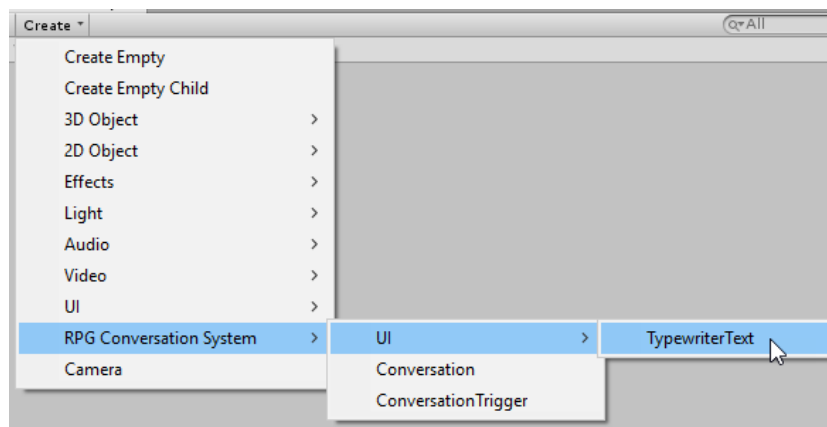 Create
All
Create Empty
Create Empty Child
3D Object
2D Object
Effects
Light
Audio
Video
UI
RPG Conversation System
Camera
UI
Conversation
ConversationTrigger
TypewriterText